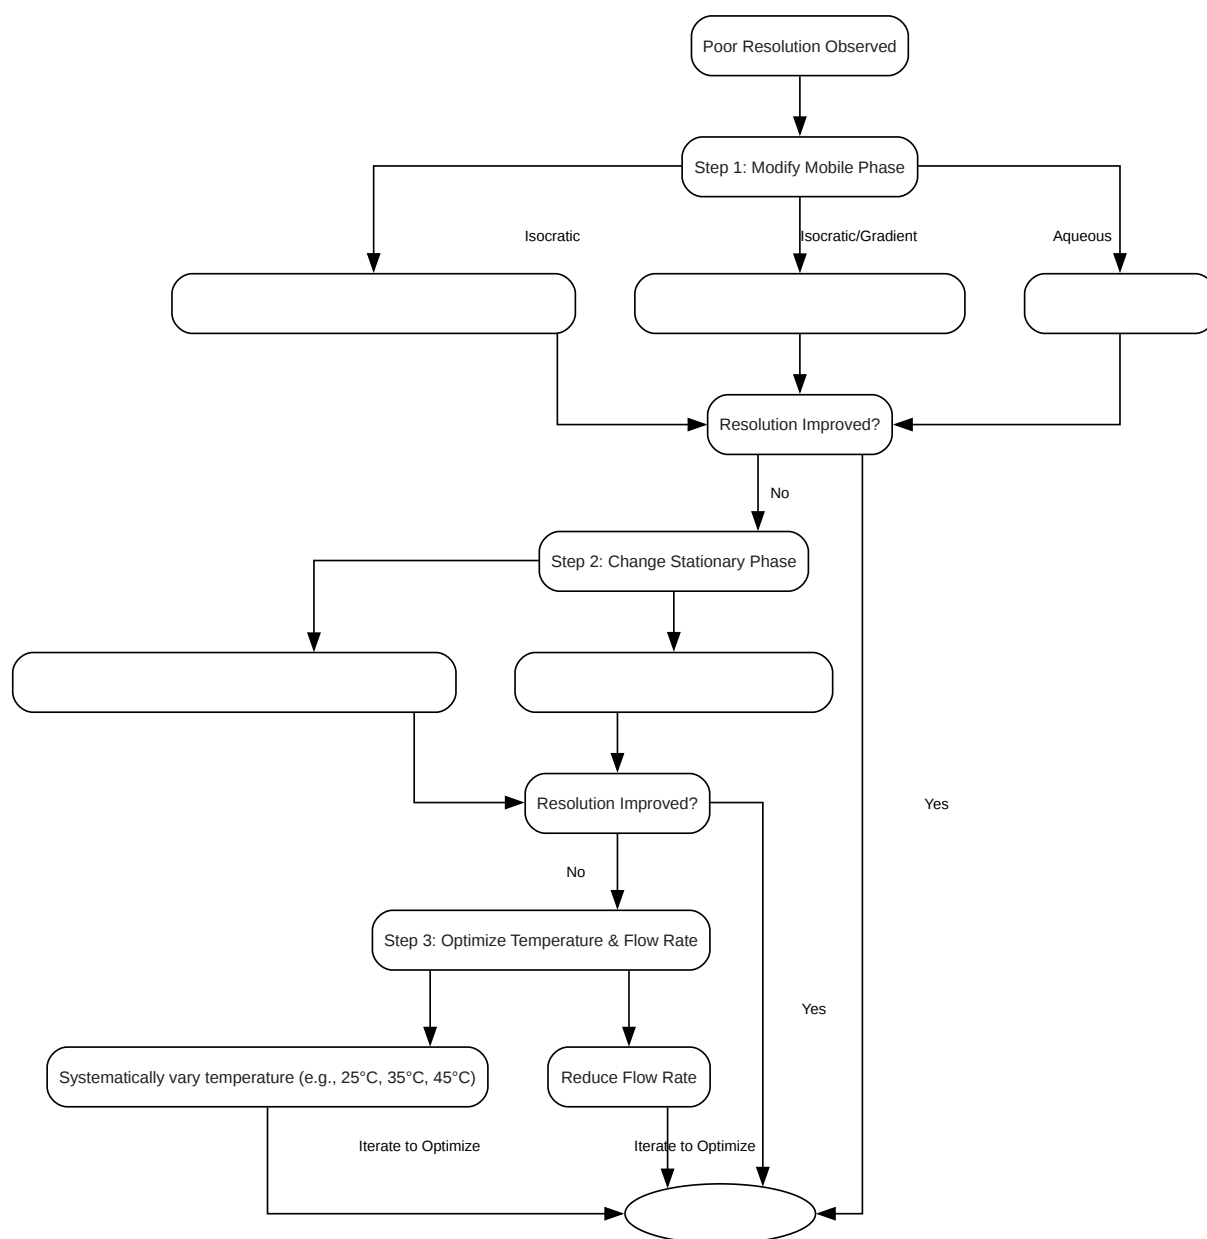 Poor Resolution Observed
Step 1: Modify Mobile Phase
Isocratic
Isocratic/Gradient
Aqueous
Resolution Improved?
No
Step 2: Change Stationary Phase
Resolution Improved?
Yes
No
Step 3: Optimize Temperature & Flow Rate
Yes
Systematically vary temperature (e.g., 25°C, 35°C, 45°C)
Reduce Flow Rate
Iterate to Optimize
Iterate to Optimize